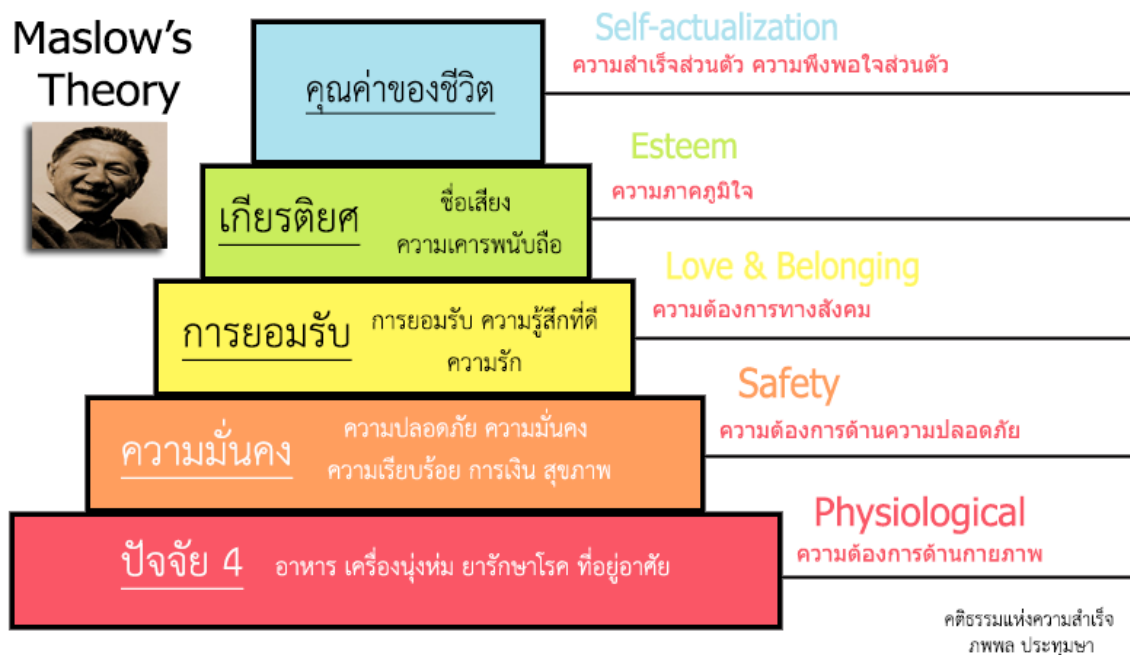 Maslow's
Theory
Self-actualization
ความสำเร็จส่วนตัว ความพึงพอใจส่วนตัว
คุณค่าของชีวิต
Esteem
ความภาคภูมิใจ
เกียรติยศ
ชื่อเสียง
ความเคารพนับถือ
Love & Belonging
ความต้องการทางสังคม
การยอมรับ
การยอมรับ ความรู้สึกที่ดี
ความรัก
Safety
ความต้องการด้านความปลอดภัย
ความมั่นคง
ความปลอดภัย ความมั่นคง
ความเรียบร้อย การเงิน สุขภาพ
Physiological
ความต้องการด้านกายภาพ
ปัจจัย 4
อาหาร เครื่องนุ่งห่ม ยารักษาโรค ที่อยู่อาศัย
คติธรรมแห่งความสำเร็จ
ภพพล ประทุมษา